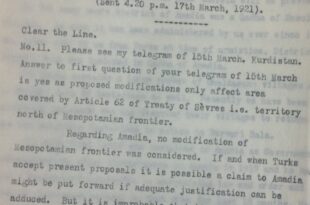 (Sent 4.20 p.m. 17th March, 1921).
Clear the Line.
No.11. Please see my telegram of 15th March. Kurdistan.
Answer to first question of your telegram of 16th March
is yes as proposed modifications only affect area
covered by Article 62 of Treaty of Sèvres i.e. territory
north of Mesopotamian frontier.
Regarding Amadia, no modification of
Mesopotamian frontier was considered. If and when Turks
accept present proposals it is possible a claim to Amadia
might be put forward if adequate justification can be
adduced. But it is